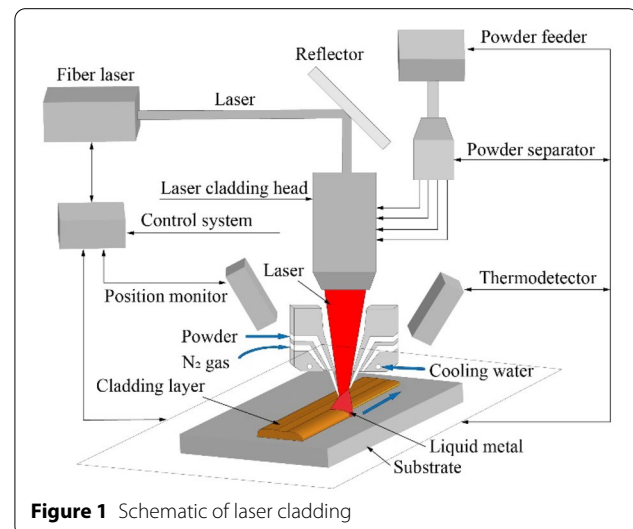 Powder feeder
Reflector
Fiber laser
Laser
Powder separator
Laser cladding head
Control system
Laser
Thermodetector
Position monitor
Powder
N₂ gas
Cooling water
Cladding layer
Liquid metal
Substrate
Figure 1 Schematic of laser cladding